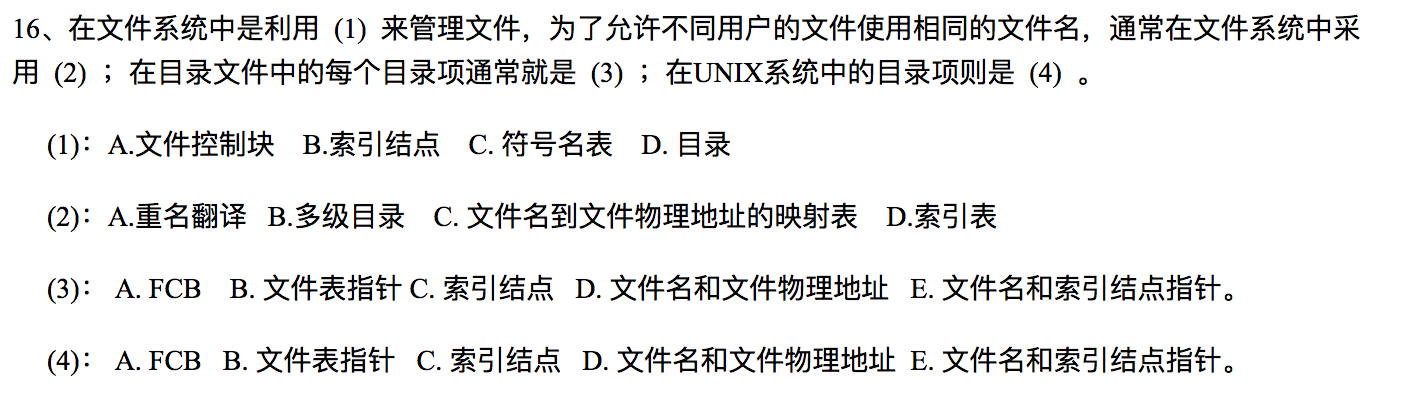 16、在文件系统中是利用 (1) 来管理文件，为了允许不同用户的文件使用相同的文件名，通常在文件系统中采
用 (2) ；在目录文件中的每个目录项通常就是 (3) ；在UNIX系统中的目录项则是 (4) 。
(1)：A.文件控制块 B.索引结点 C. 符号名表 D. 目录
(2)：A.重名翻译 B.多级目录 C. 文件名到文件物理地址的映射表 D.索引表
(3)： A. FCB B. 文件表指针 C. 索引结点 D. 文件名和文件物理地址 E. 文件名和索引结点指针。
(4)： A. FCB B. 文件表指针 C. 索引结点 D. 文件名和文件物理地址 E. 文件名和索引结点指针。